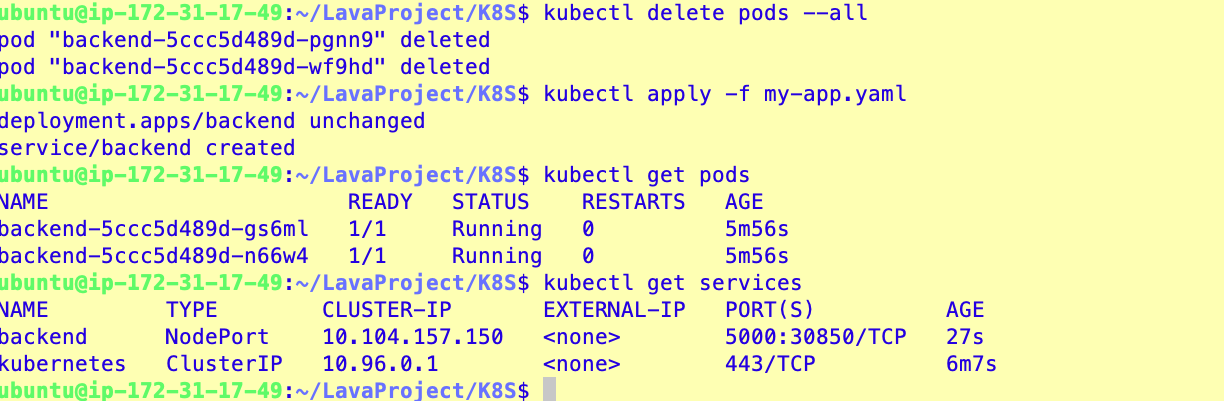 ubuntu@ip-172-31-17-49:~/LavaProject/K8S$ kubectl delete pods --all
pod "backend-5ccc5d489d-pgnn9" deleted
pod "backend-5ccc5d489d-wf9hd" deleted
ubuntu@ip-172-31-17-49:~/LavaProject/K8S$ kubectl apply -f my-app.yaml
deployment.apps/backend unchanged
service/backend created
ubuntu@ip-172-31-17-49:~/LavaProject/K8S$ kubectl get pods
NAME                       READY   STATUS    RESTARTS   AGE
backend-5ccc5d489d-gs6ml   1/1     Running   0          5m56s
backend-5ccc5d489d-n66w4   1/1     Running   0          5m56s
ubuntu@ip-172-31-17-49:~/LavaProject/K8S$ kubectl get services
NAME         TYPE        CLUSTER-IP       EXTERNAL-IP   PORT(S)          AGE
backend      NodePort    10.104.157.150   <none>        5000:30850/TCP   27s
kubernetes   ClusterIP   10.96.0.1        <none>        443/TCP          6m7s
ubuntu@ip-172-31-17-49:~/LavaProject/K8S$